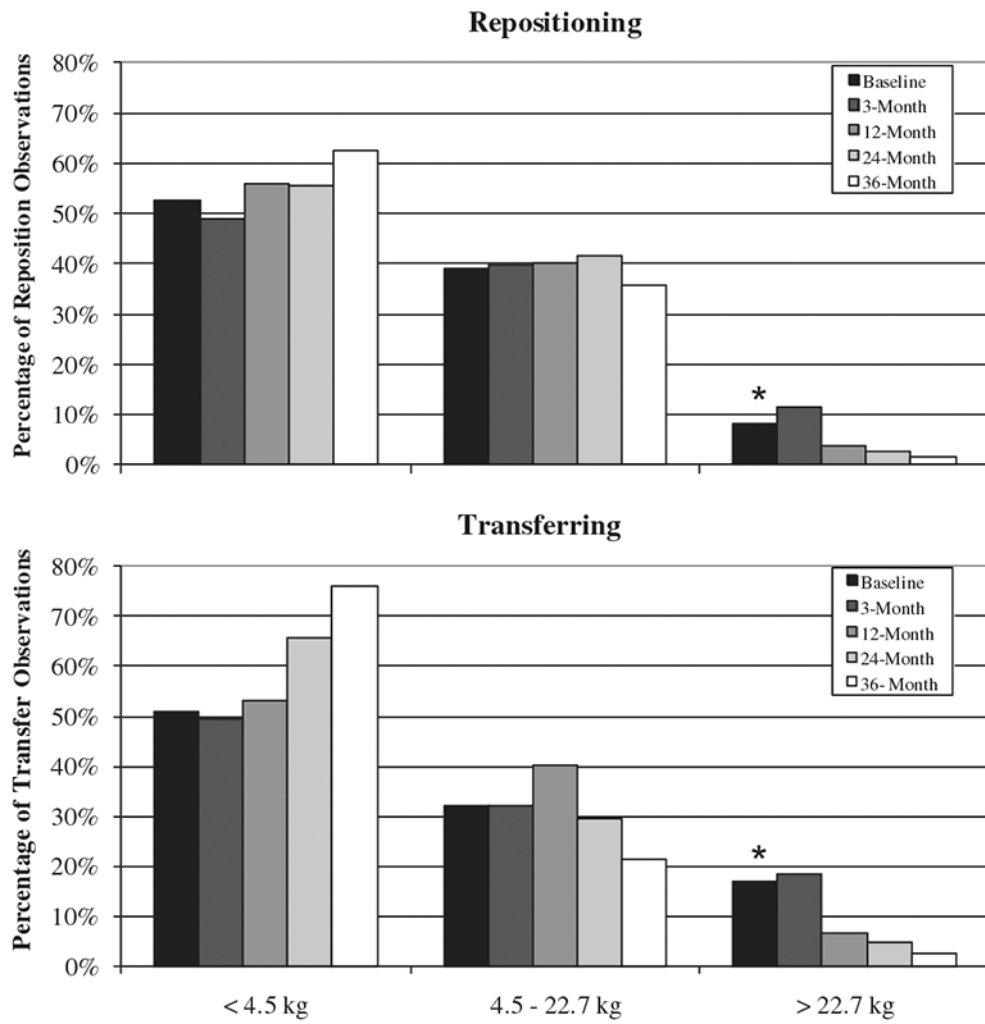 Repositioning
Percentage of Reposition Observations
80%
70%
60%
50%
40%
30%
20%
10%
0%
Baseline
3-Month
12-Month
24-Month
36-Month
*
Transferring
Percentage of Transfer Observations
80%
70%
60%
50%
40%
30%
20%
10%
0%
Baseline
3-Month
12-Month
24-Month
36- Month
*
< 4.5 kg
4.5 - 22.7 kg
> 22.7 kg